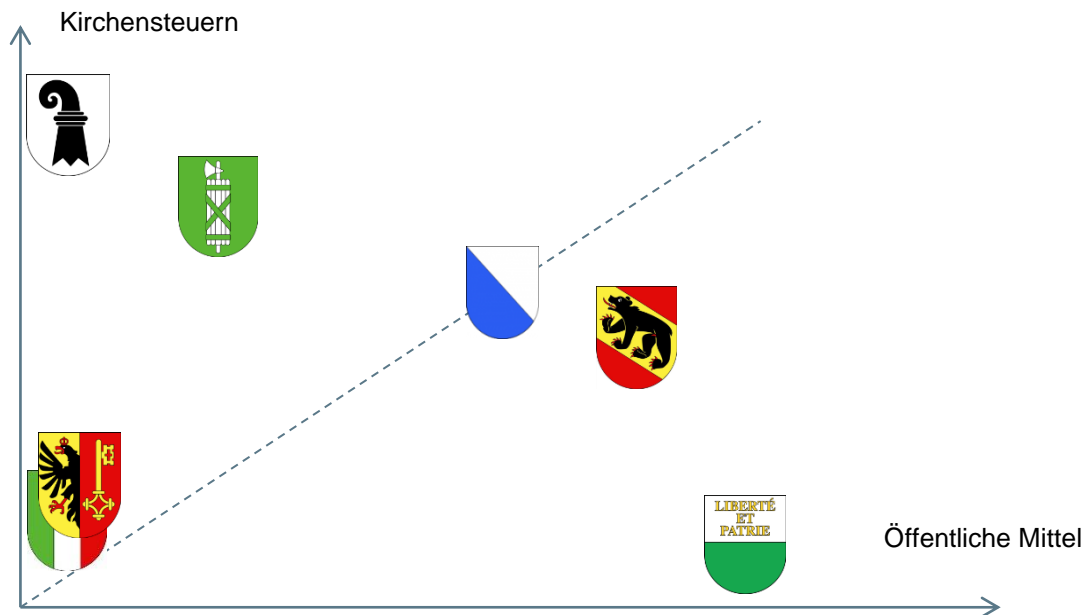 Kirchensteuern
LIBERTÉ
ET
PATRIE
Öffentliche Mittel